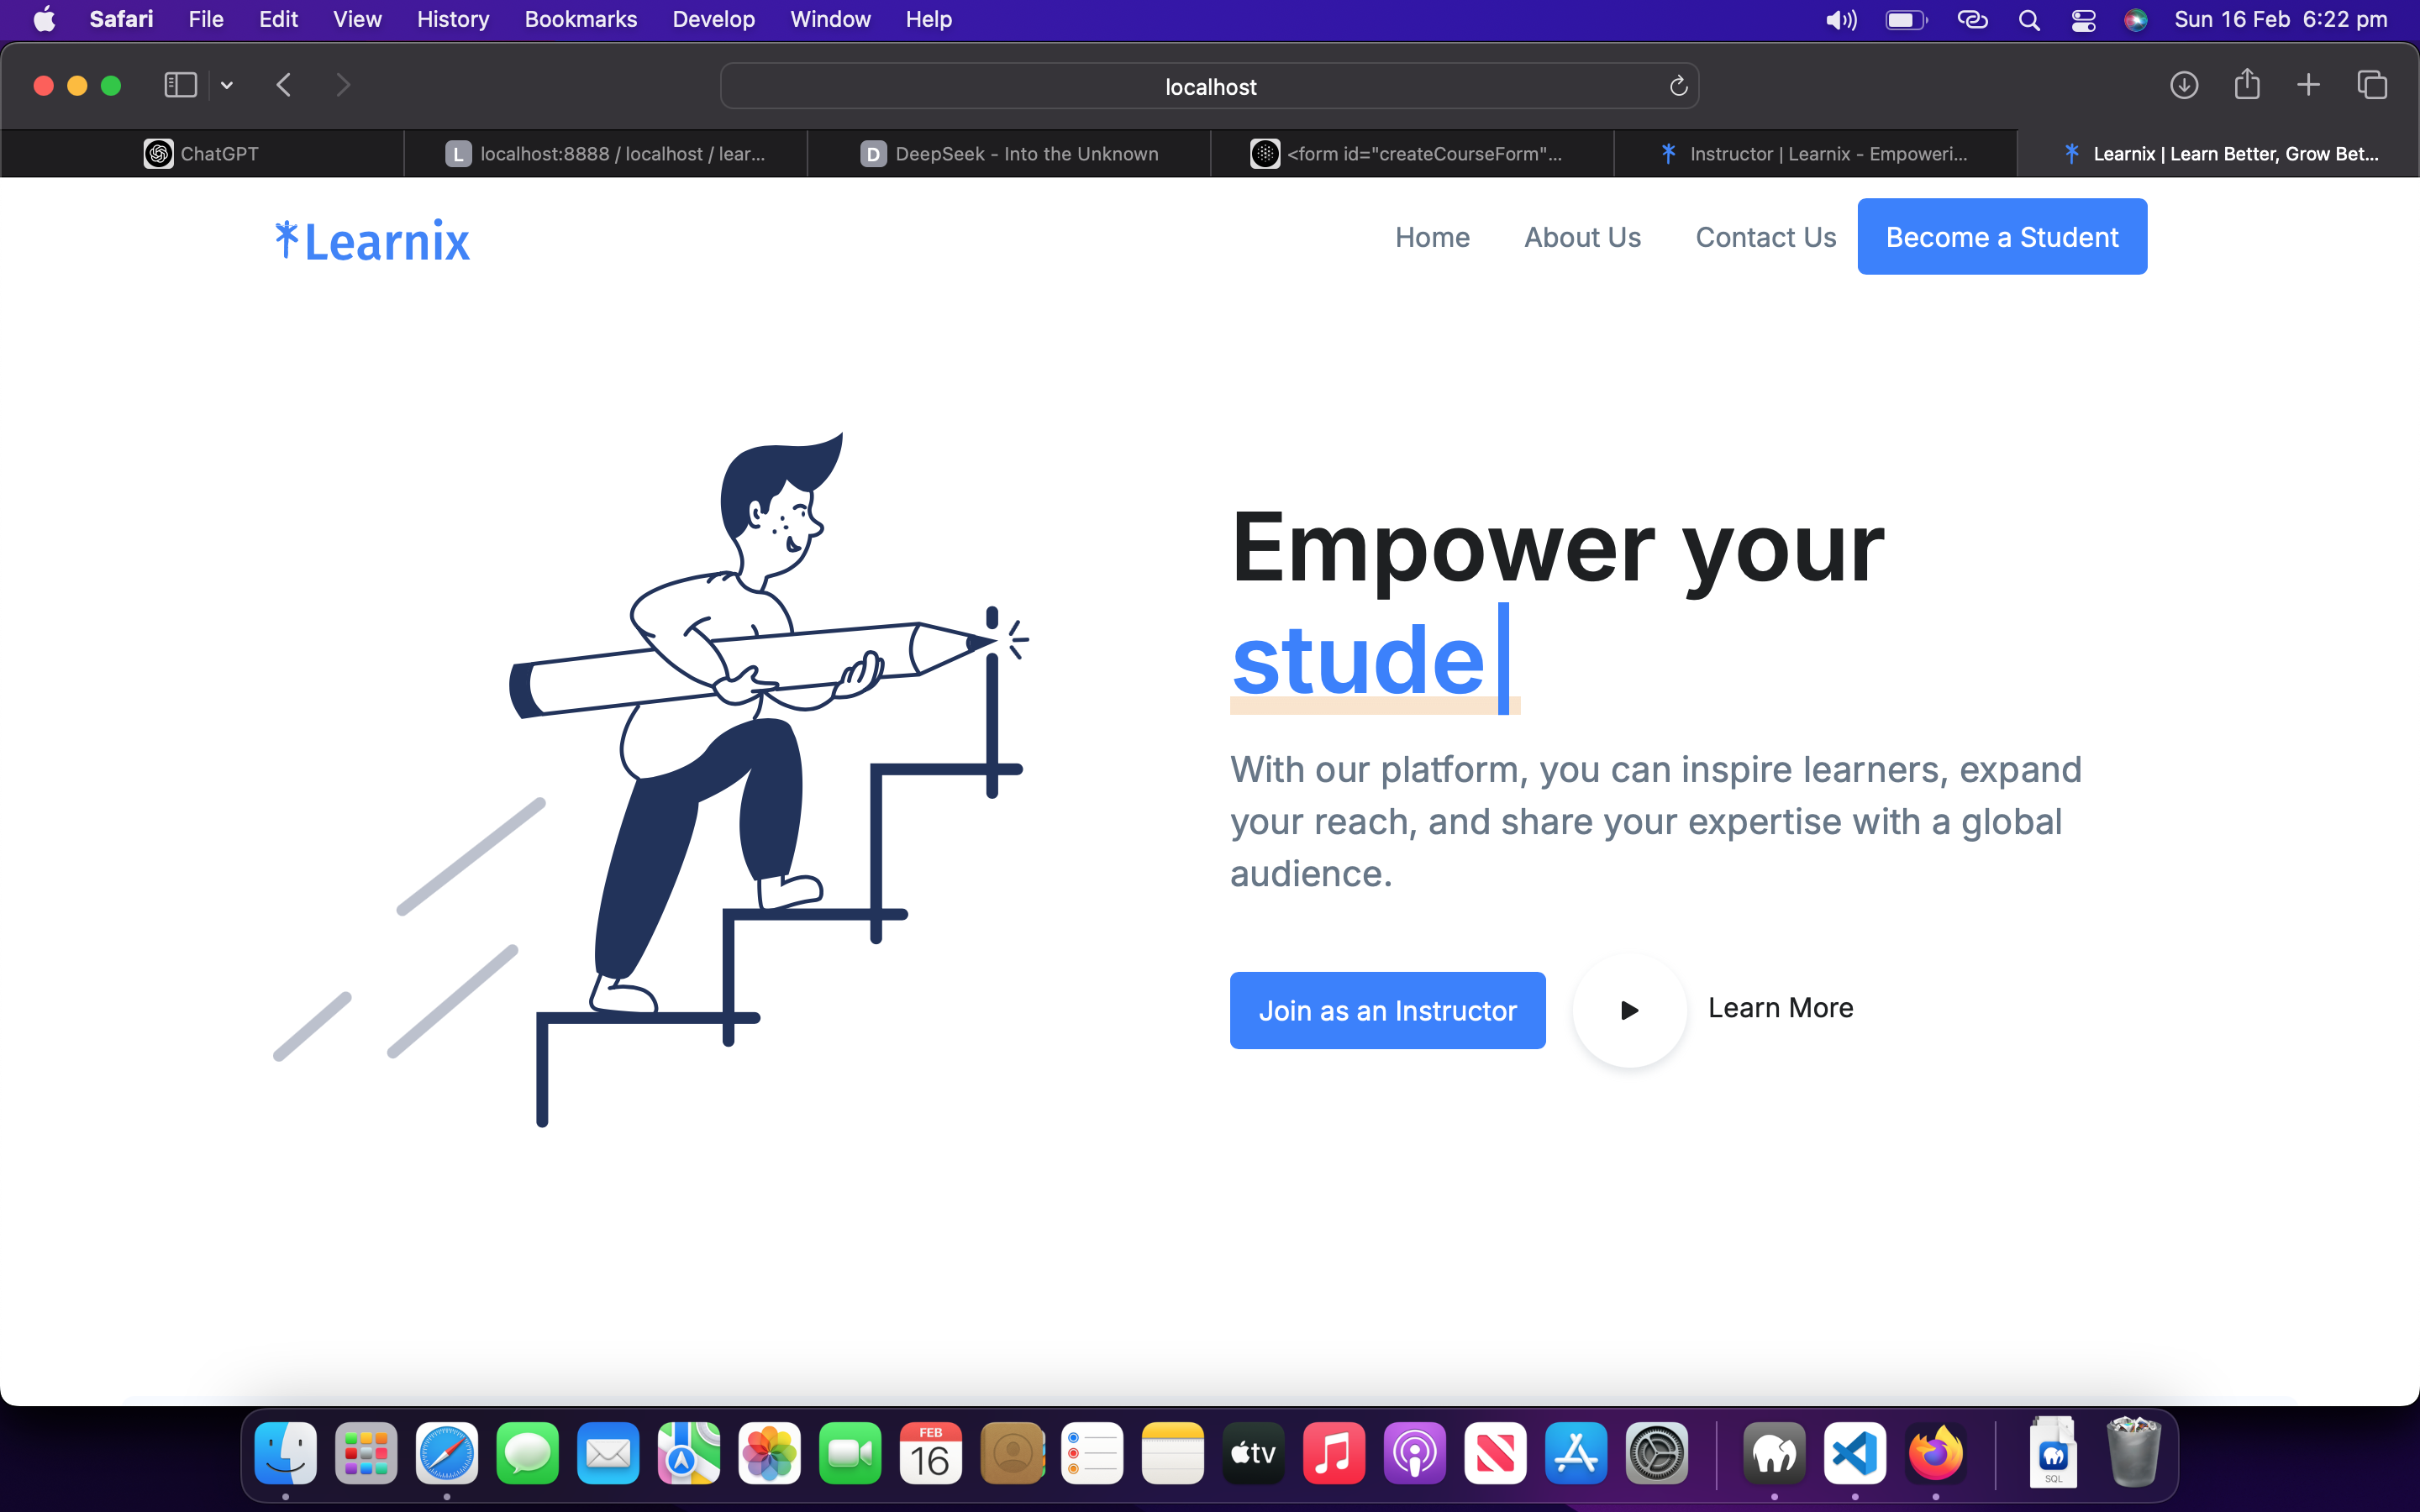 Safari File Edit View History Bookmarks Develop Window Help Sun 16 Feb 6:22 pm
localhost
ChatGPT
L localhost:8888 / localhost / lear...
D DeepSeek - Into the Unknown
<form id="createCourseForm"...
Instructor | Learnix - Empoweri...
Learnix | Learn Better, Grow Bet...
Learnix
Home About Us Contact Us Become a Student
Empower your
stude
With our platform, you can inspire learners, expand
your reach, and share your expertise with a global
audience.
Join as an Instructor
Learn More
FEB
16
tv
SQL